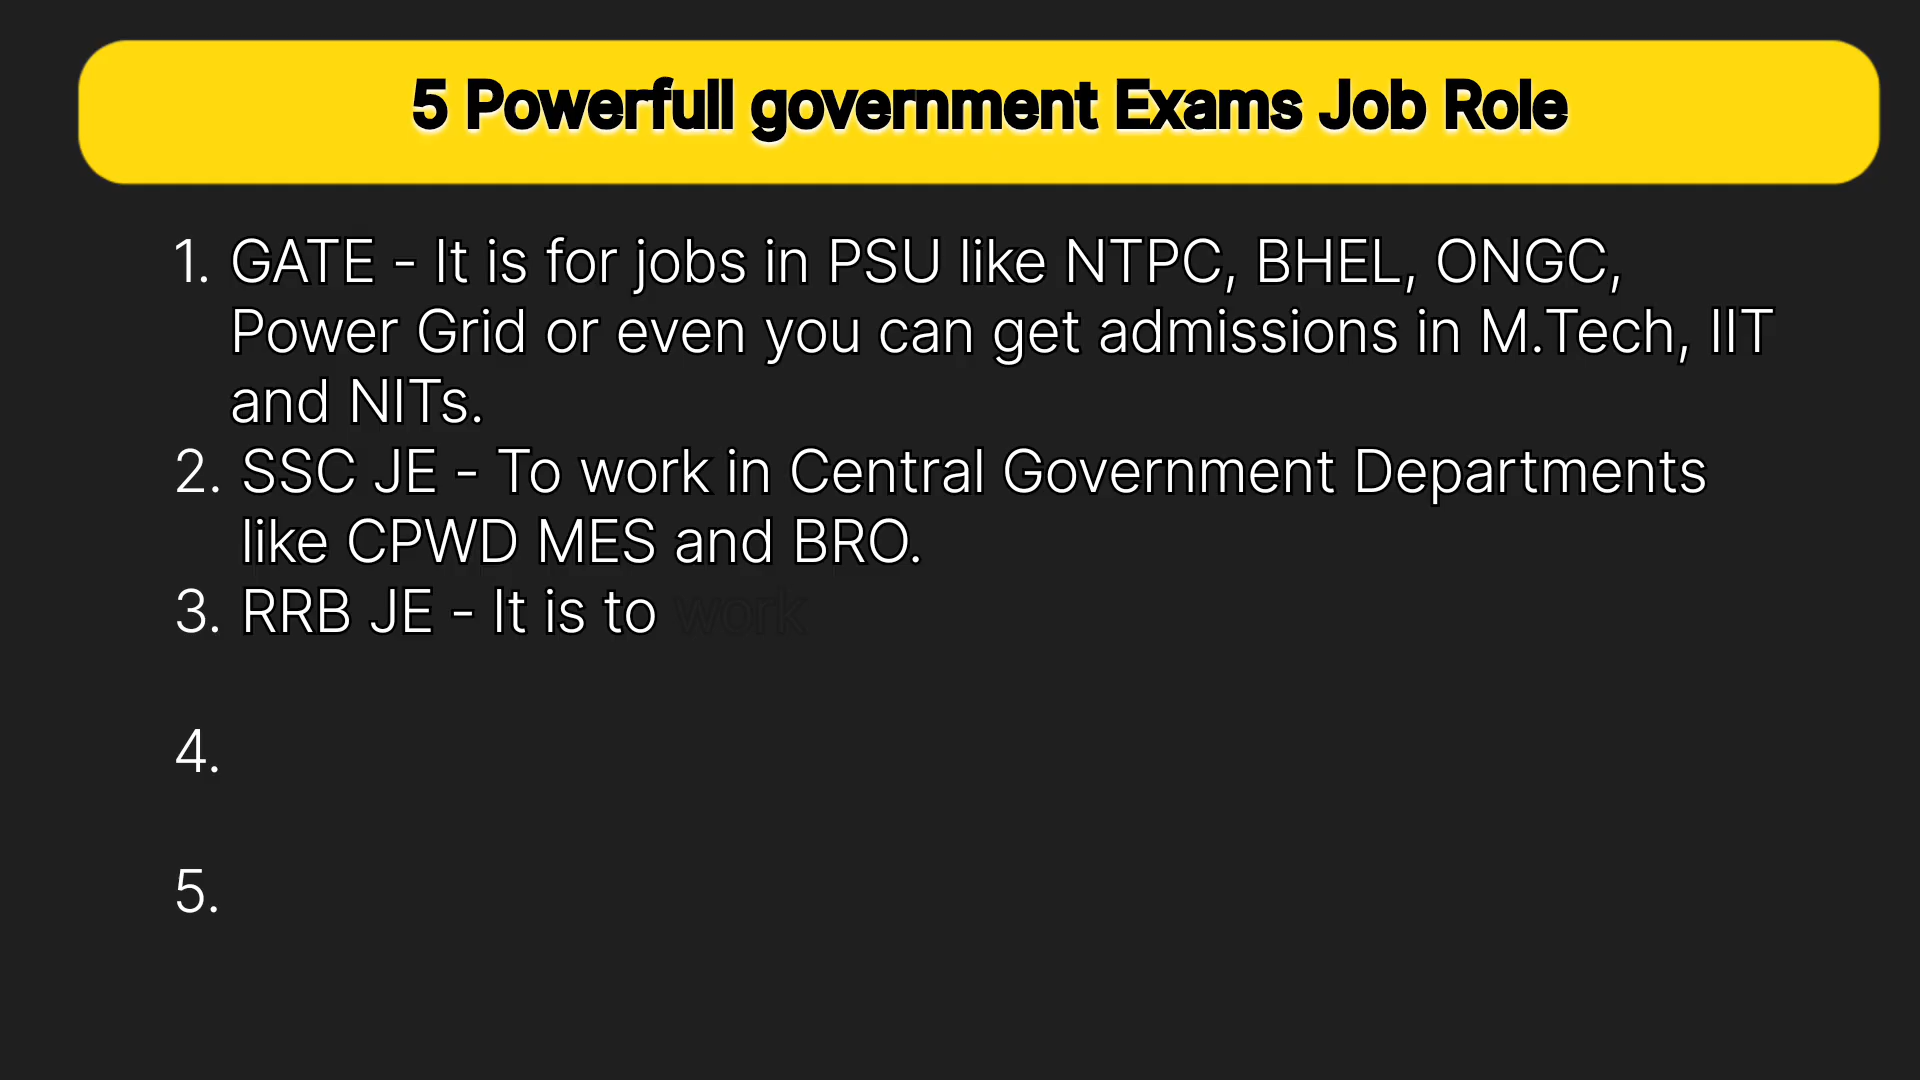 5 Powerfull government Exams Job Role
1. GATE - It is for jobs in PSU like NTPC, BHEL, ONGC,
Power Grid or even you can get admissions in M.Tech, IIT
and NITs.
2. SSC JE - To work in Central Government Departments
like CPWD MES and BRO.
3. RRB JE - It is to work
4.
5.